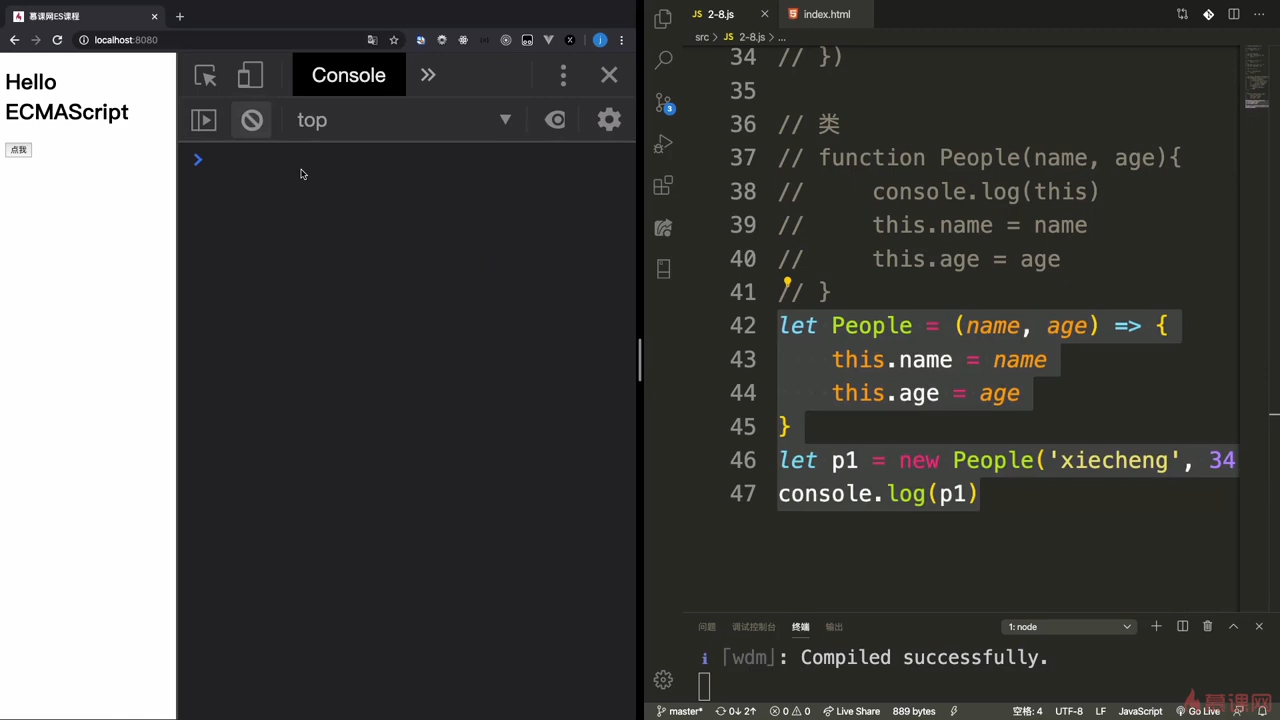 慕课网ES课程
localhost:8080
Hello
ECMAScript
点我
Console
top
2-8.js
index.html
src > 2-8.js > ...
34 // })
35
36 // 类
37 // function People(name, age){
38 //     console.log(this)
39 //     this.name = name
40 //     this.age = age
41 // }
42 let People = (name, age) => {
43     this.name = name
44     this.age = age
45 }
46 let p1 = new People('xiecheng', 34
47 console.log(p1)
问题 调试控制台 终端 输出 1: node
i ｢wdm｣: Compiled successfully.
master* 0↓ 2↑ 0 0 Live Share 889 bytes 空格: 4 UTF-8 LF JavaScript Go Live
慕课网